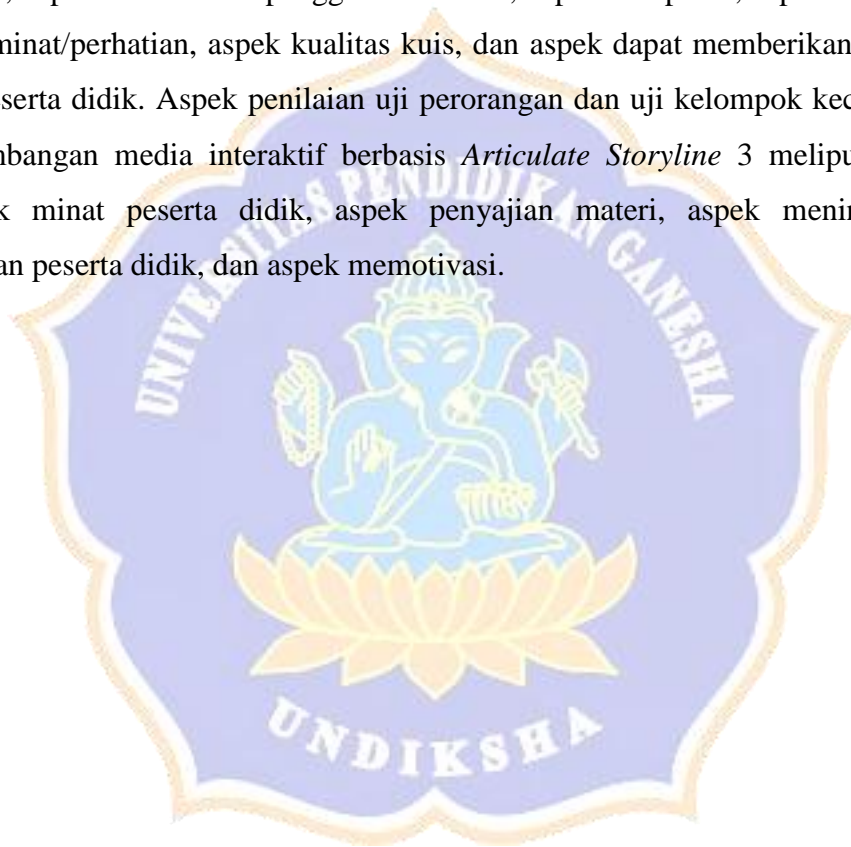 minat/perhatian, aspek kualitas kuis, dan aspek dapat memberikan
serta didik. Aspek penilaian uji perorangan dan uji kelompok kec
mbangan media interaktif berbasis Articulate Storyline 3 melipu
k minat peserta didik, aspek penyajian materi, aspek menin
an peserta didik, dan aspek memotivasi.
UNIVERSITAS PENDIDIKAN GANESHA
UNDIKSHA